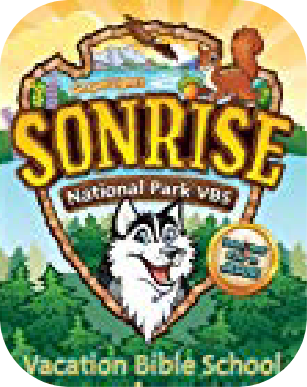 SONRISE
National Park VBS
Vacation Bible School